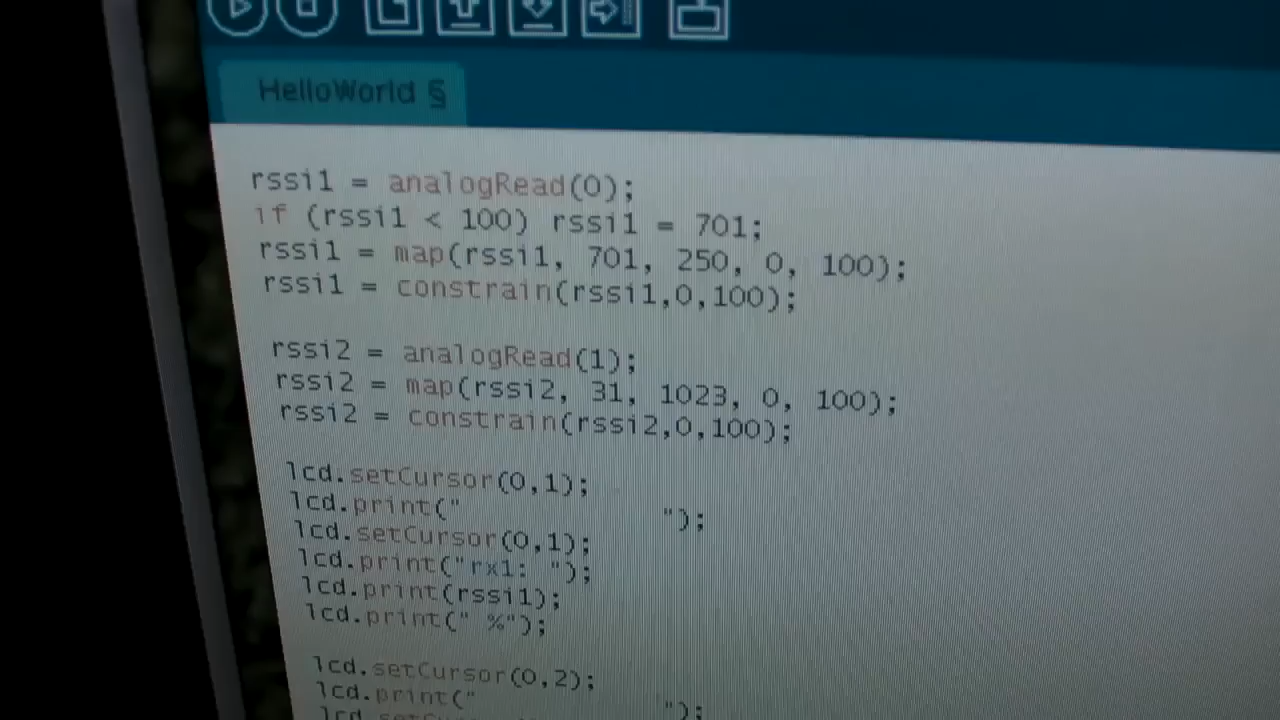 HelloWorld §
rssi1 = analogRead(0);
if (rssi1 < 100) rssi1 = 701;
rssi1 = map(rssi1, 701, 250, 0, 100);
rssi1 = constrain(rssi1,0,100);
rssi2 = analogRead(1);
rssi2 = map(rssi2, 31, 1023, 0, 100);
rssi2 = constrain(rssi2,0,100);
lcd.setCursor(0,1);
lcd.print("                    ");
lcd.setCursor(0,1);
lcd.print("rx1: ");
lcd.print(rssi1);
lcd.print(" %");
lcd.setCursor(0,2);
lcd.print("                    ");